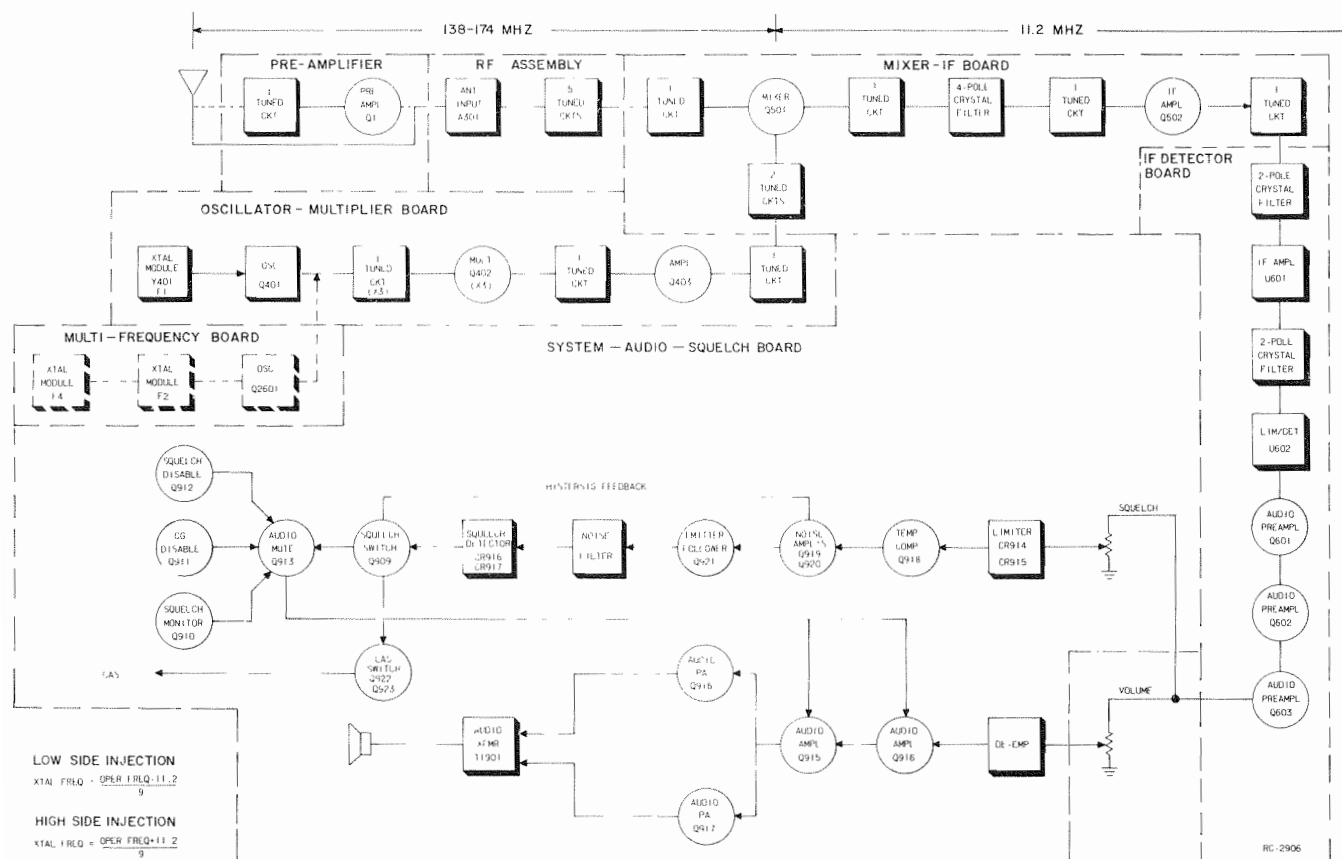 138-174 MHZ
11.2 MHZ
PRE-AMPLIFIER
RF ASSEMBLY
MIXER-IF BOARD
1
TUNED
CKT
PRE
AMPL
Q1
ANT
INPUT
A301
5
TUNED
CKTS
1
TUNED
CKT
MIXER
Q501
1
TUNED
CKT
4-POLE
CRYSTAL
FILTER
1
TUNED
CKT
IF
AMPL
Q502
1
TUNED
CKT
IF DETECTOR
BOARD
2
TUNED
CKTS
2-POLE
CRYSTAL
FILTER
OSCILLATOR - MULTIPLIER BOARD
XTAL
MODULE
Y401
F1
OSC
Q401
1
TUNED
CKT
(X3)
MULT
Q402
(X3)
1
TUNED
CKT
AMPL
Q403
1
TUNED
CKT
IF AMPL
U601
MULTI-FREQUENCY BOARD
SYSTEM - AUDIO - SQUELCH BOARD
XTAL
MODULE
F4
XTAL
MODULE
F2
OSC
Q2601
2-POLE
CRYSTAL
FILTER
LIM/DET
U602
SQUELCH
DISABLE
Q912
HISTERSIS FEEDBACK
SQUELCH
CG
DISABLE
Q911
AUDIO
MUTE
Q913
SQUELCH
SWITCH
Q909
SQUELCH
DETECTOR
CR916
CR917
NOISE
FILTER
EMITTER
FOLLOWER
Q921
NOISE
AMPL'S
Q919
Q920
TEMP
COMP
Q918
LIMITER
CR914
CR915
AUDIO
PREAMPL
Q601
SQUELCH
MONITOR
Q910
AUDIO
PREAMPL
Q602
CAS
CAS
SWITCH
Q922
Q923
AUDIO
PA
Q916
VOLUME
AUDIO
PREAMPL
Q603
AUDIO
XFMR
T1901
AUDIO
AMPL
Q915
AUDIO
AMPL
Q916
DE-EMP
AUDIO
PA
Q917
LOW SIDE INJECTION
XTAL FREQ - OPER FREQ-11.2
9
HIGH SIDE INJECTION
XTAL FREQ = OPER FREQ+11.2
9
RC-2906